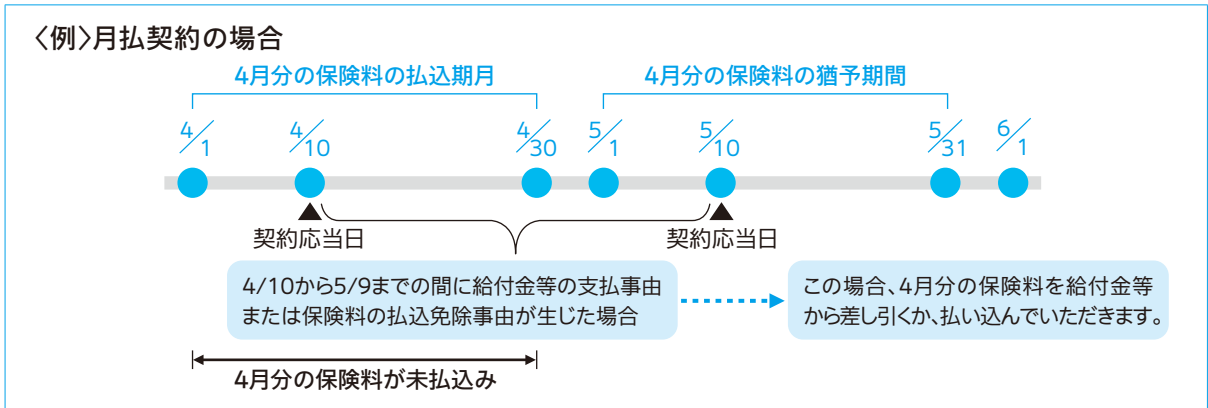 〈例〉月払契約の場合
4月分の保険料の払込期月
4月分の保険料の猶予期間
4/1
4/10
4/30
5/1
5/10
5/31
6/1
契約応当日
契約応当日
4/10から5/9までの間に給付金等の支払事由
または保険料の払込免除事由が生じた場合
この場合、4月分の保険料を給付金等
から差し引くか、払い込んでいただきます。
4月分の保険料が未払込み